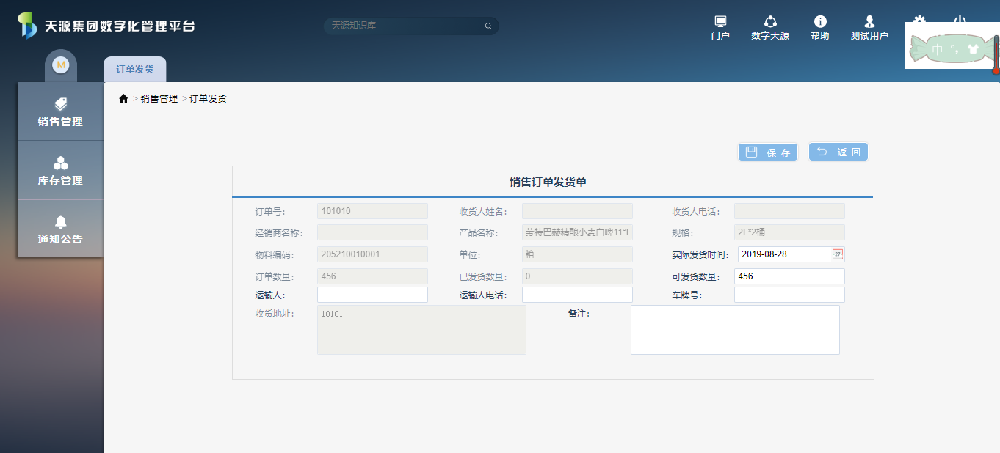 天源集团数字化管理平台
天源知识库
门户
数字天源
帮助
测试用户
中
M
订单发货
> 销售管理 > 订单发货
销售管理
库存管理
通知公告
保 存
返 回
销售订单发货单
订单号: 101010
收货人姓名:
收货人电话:
经销商名称:
产品名称: 劳特巴赫精酿小麦白啤11°P
规格: 2L*2桶
物料编码: 205210010001
单位: 箱
实际发货时间: 2019-08-28
27
订单数量: 456
已发货数量: 0
可发货数量: 456
运输人:
运输人电话:
车牌号:
收货地址: 10101
备注: